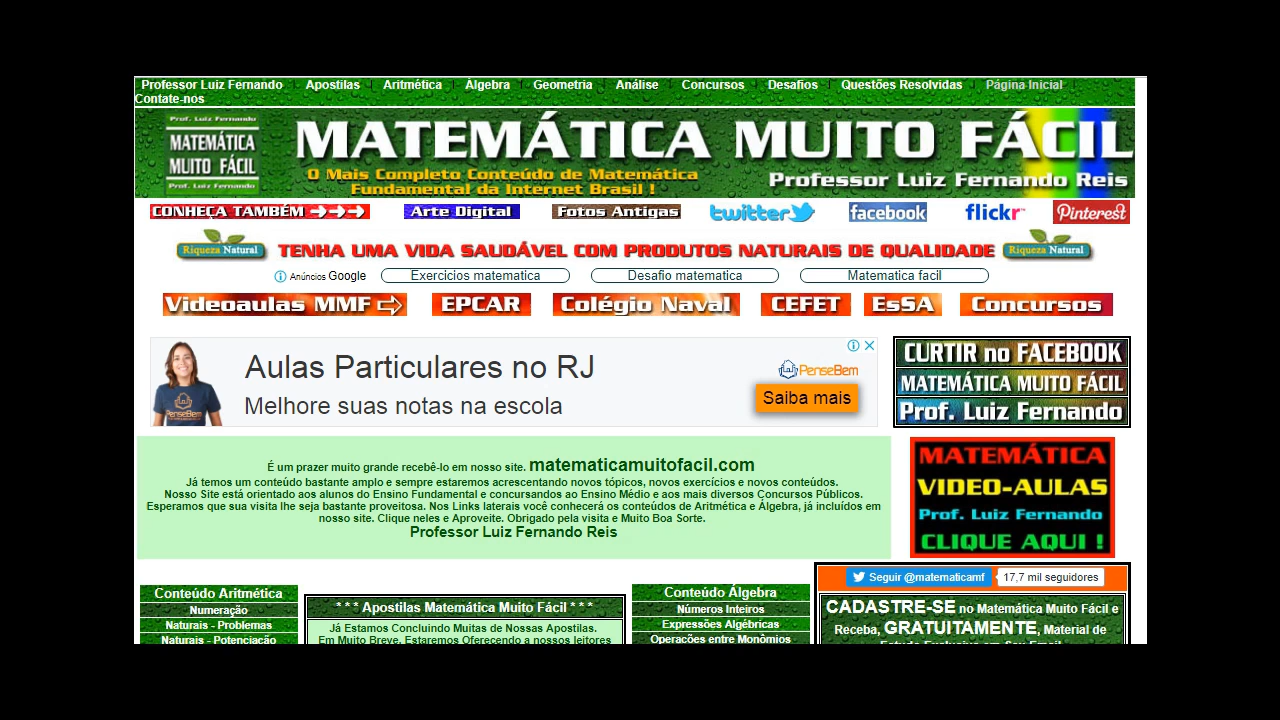 Professor Luiz Fernando Apostilas Aritmética Álgebra Geometria Análise Concursos Desafios Questões Resolvidas Página Inicial
Contate-nos
Prof. Luiz Fernando
MATEMÁTICA
MUITO FÁCIL
Prof. Luiz Fernando
MATEMÁTICA MUITO FÁCIL
O Mais Completo Conteúdo de Matemática
Fundamental da Internet Brasil !
Professor Luiz Fernando Reis
CONHEÇA TAMBÉM Arte Digital Fotos Antigas twitter facebook flickr Pinterest
Riqueza Natural TENHA UMA VIDA SAUDÁVEL COM PRODUTOS NATURAIS DE QUALIDADE Riqueza Natural
Anúncios Google Exercicios matematica Desafio matematica Matematica facil
Videoaulas MMF EPCAR Colégio Naval CEFET EsSA Concursos
Aulas Particulares no RJ
Melhore suas notas na escola
PenseBem
PenseBem
Saiba mais
CURTIR no FACEBOOK
MATEMÁTICA MUITO FÁCIL
Prof. Luiz Fernando
É um prazer muito grande recebê-lo em nosso site. matematicamuitofacil.com
Já temos um conteúdo bastante amplo e sempre estaremos acrescentando novos tópicos, novos exercícios e novos conteúdos.
Nosso Site está orientado aos alunos do Ensino Fundamental e concursandos ao Ensino Médio e aos mais diversos Concursos Públicos.
Esperamos que sua visita lhe seja bastante proveitosa. Nos Links laterais você conhecerá os conteúdos de Aritmética e Álgebra, já incluídos em
nosso site. Clique neles e Aproveite. Obrigado pela visita e Muito Boa Sorte.
Professor Luiz Fernando Reis
MATEMÁTICA
VIDEO-AULAS
Prof. Luiz Fernando
CLIQUE AQUI !
Conteúdo Aritmética
Numeração
Naturais - Problemas
Naturais - Potenciação
* * * Apostilas Matemática Muito Fácil * * *
Já Estamos Concluindo Muitas de Nossas Apostilas.
Em Muito Breve, Estaremos Oferecendo a nossos leitores
Conteúdo Álgebra
Números Inteiros
Expressões Algébricas
Operações entre Monômios
Seguir @matematicamf 17,7 mil seguidores
CADASTRE-SE no Matemática Muito Fácil e
Receba, GRATUITAMENTE, Material de
Estudo Exclusivo em Seu Email